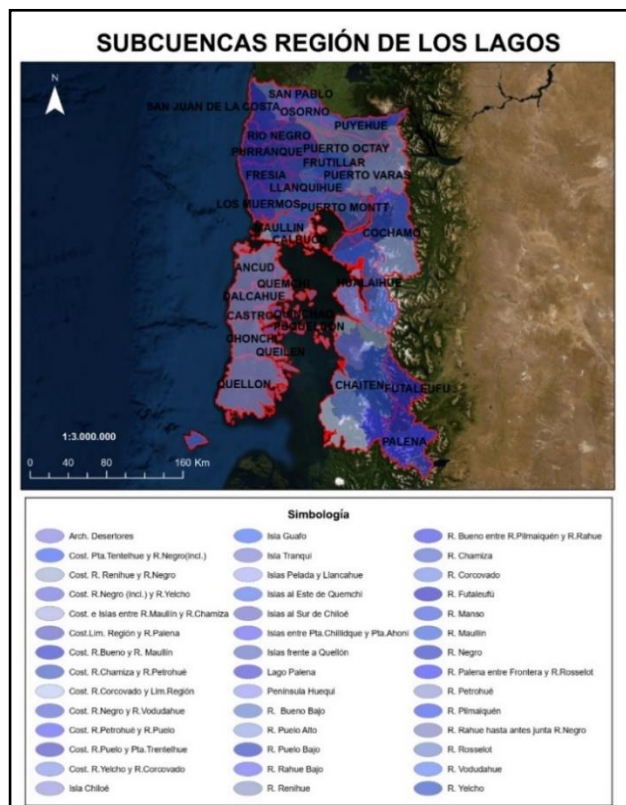 SUBCUENCAS REGIÓN DE LOS LAGOS
N
SAN PABLO
SAN JUAN DE LA COSTA
OSORNO
PUYEHUE
RIO NEGRO
PUERTO OCTAY
PURRANQUE
FRUTILLAR
FRESIA
PUERTO VARAS
LLANQUIHUE
LOS MUERMOS
PUERTO MONTT
MAULLIN
COCHAMO
CALBUCO
ANCUD
HUALAIHUE
QUEMCHI
DALCAHUE
CASTRO
QUINCHAO
PUQUELDON
CHONCHI
QUEILEN
QUELLON
CHAITEN
FUTALEUFU
PALENA
1:3.000.000
0 40 80 160 Km
Simbología
Arch. Desertores
Cost. Pta.Tentelhue y R.Negro(incl.)
Cost. R. Renihue y R.Negro
Cost. R.Negro (incl.) y R.Yelcho
Cost. e Islas entre R.Maullín y R.Chamiza
Cost.Lim. Región y R.Palena
Cost. R.Bueno y R. Maullín
Cost. R.Chamiza y R.Petrohué
Cost. R.Corcovado y Lim.Región
Cost. R.Negro y R.Vodudahue
Cost. R.Petrohué y R.Puelo
Cost. R.Puelo y Pta.Trentelhue
Cost. R.Yelcho y R.Corcovado
Isla Chiloé
Isla Guafo
Isla Tranqui
Islas Pelada y Llancahue
Islas al Este de Quemchi
Islas al Sur de Chiloé
Islas entre Pta.Chillidque y Pta.Ahoni
Islas frente a Quellón
Lago Palena
Península Huequi
R. Bueno Bajo
R. Puelo Alto
R. Puelo Bajo
R. Rahue Bajo
R. Renihue
R. Bueno entre R.Pilmaiquén y R.Rahue
R. Chamiza
R. Corcovado
R. Futaleufú
R. Manso
R. Maullín
R. Negro
R. Palena entre Frontera y R.Rosselot
R. Petrohué
R. Pilmaiquén
R. Rahue hasta antes junta R.Negro
R. Rosselot
R. Vodudahue
R. Yelcho